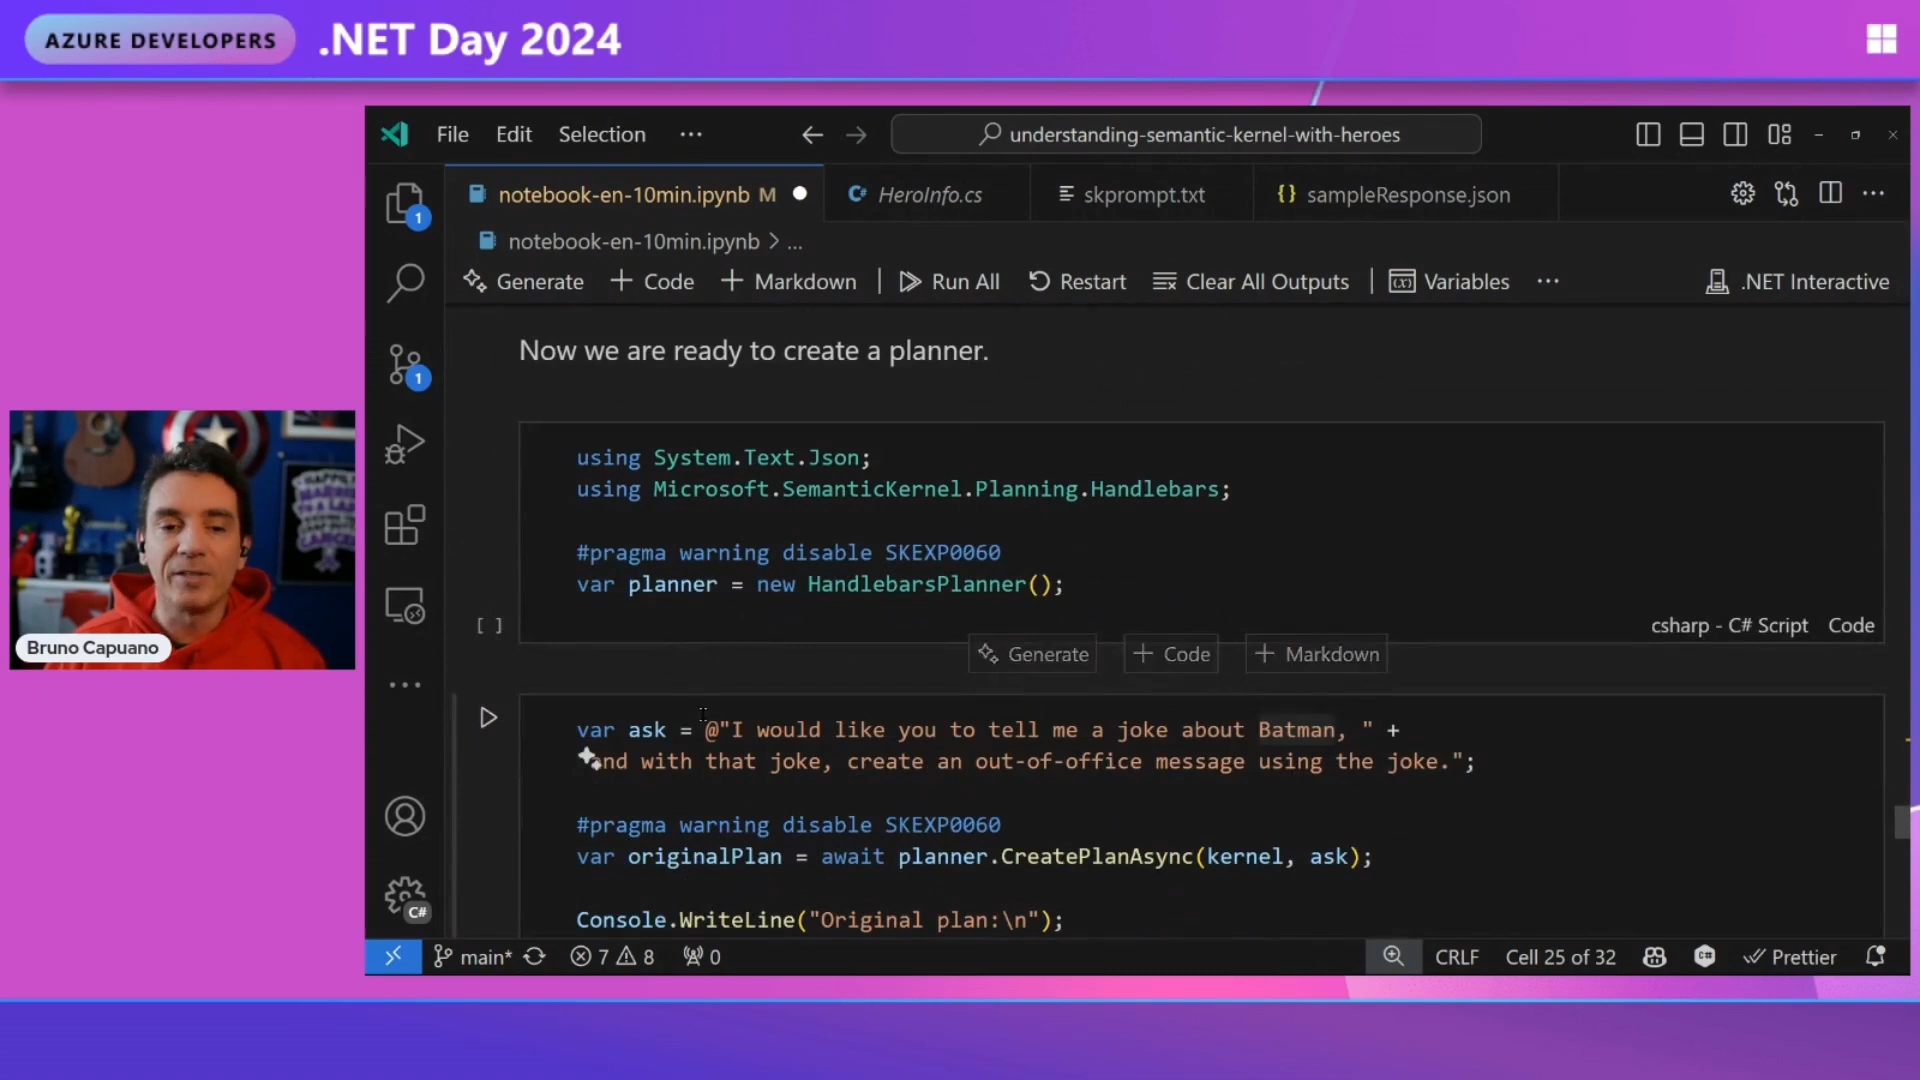 AZURE DEVELOPERS .NET Day 2024
File Edit Selection ··· understanding-semantic-kernel-with-heroes
notebook-en-10min.ipynb M HeroInfo.cs skprompt.txt {} sampleResponse.json
1
notebook-en-10min.ipynb > ...
Generate + Code + Markdown | Run All Restart Clear All Outputs | Variables ··· .NET Interactive
Now we are ready to create a planner.
1
using System.Text.Json;
using Microsoft.SemanticKernel.Planning.Handlebars;
#pragma warning disable SKEXP0060
var planner = new HandlebarsPlanner();
[ ] csharp - C# Script Code
Generate + Code + Markdown
Bruno Capuano
var ask = @"I would like you to tell me a joke about Batman, " +
nd with that joke, create an out-of-office message using the joke.";
#pragma warning disable SKEXP0060
var originalPlan = await planner.CreatePlanAsync(kernel, ask);
C#
Console.WriteLine("Original plan:\n");
main* 7 8 0 CRLF Cell 25 of 32 Prettier